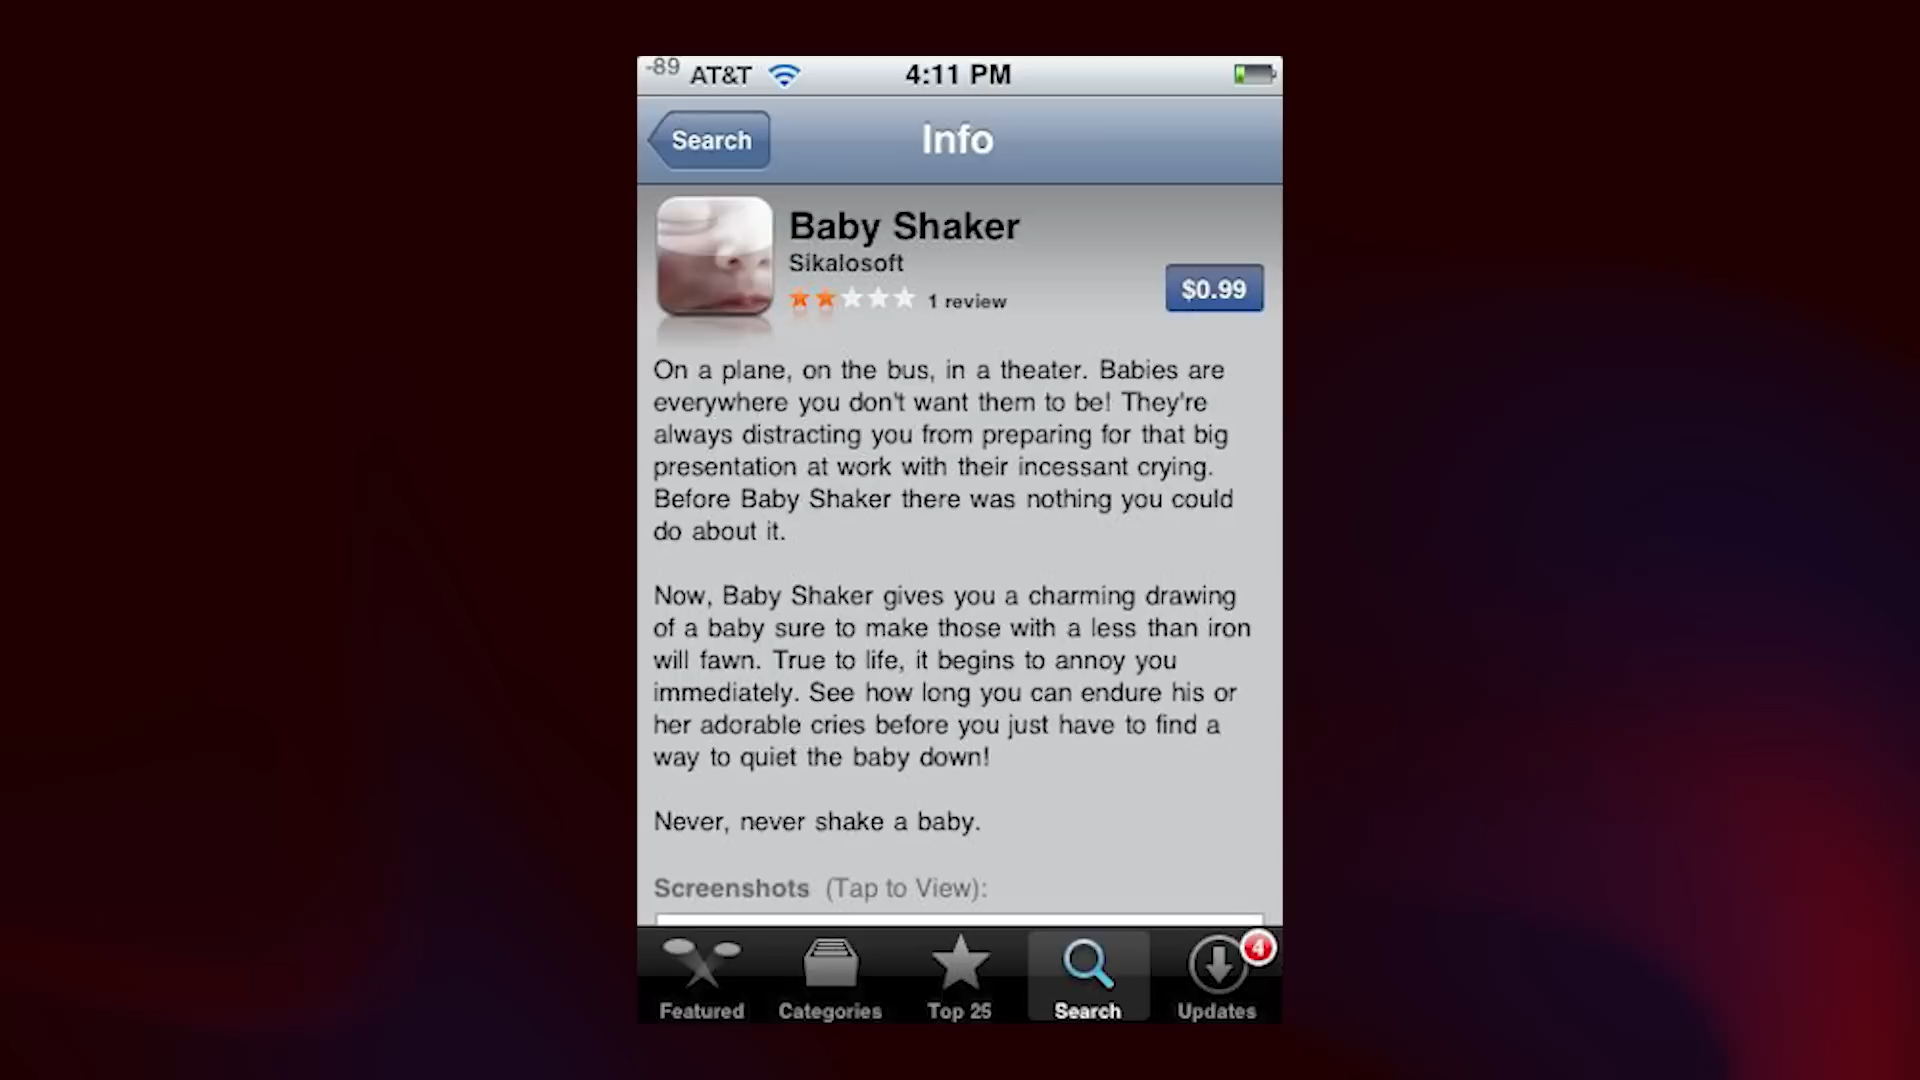 -89 AT&T 4:11 PM
Search Info
Baby Shaker
Sikalosoft
1 review $0.99
On a plane, on the bus, in a theater. Babies are
everywhere you don't want them to be! They're
always distracting you from preparing for that big
presentation at work with their incessant crying.
Before Baby Shaker there was nothing you could
do about it.
Now, Baby Shaker gives you a charming drawing
of a baby sure to make those with a less than iron
will fawn. True to life, it begins to annoy you
immediately. See how long you can endure his or
her adorable cries before you just have to find a
way to quiet the baby down!
Never, never shake a baby.
Screenshots (Tap to View):
4
Featured Categories Top 25 Search Updates